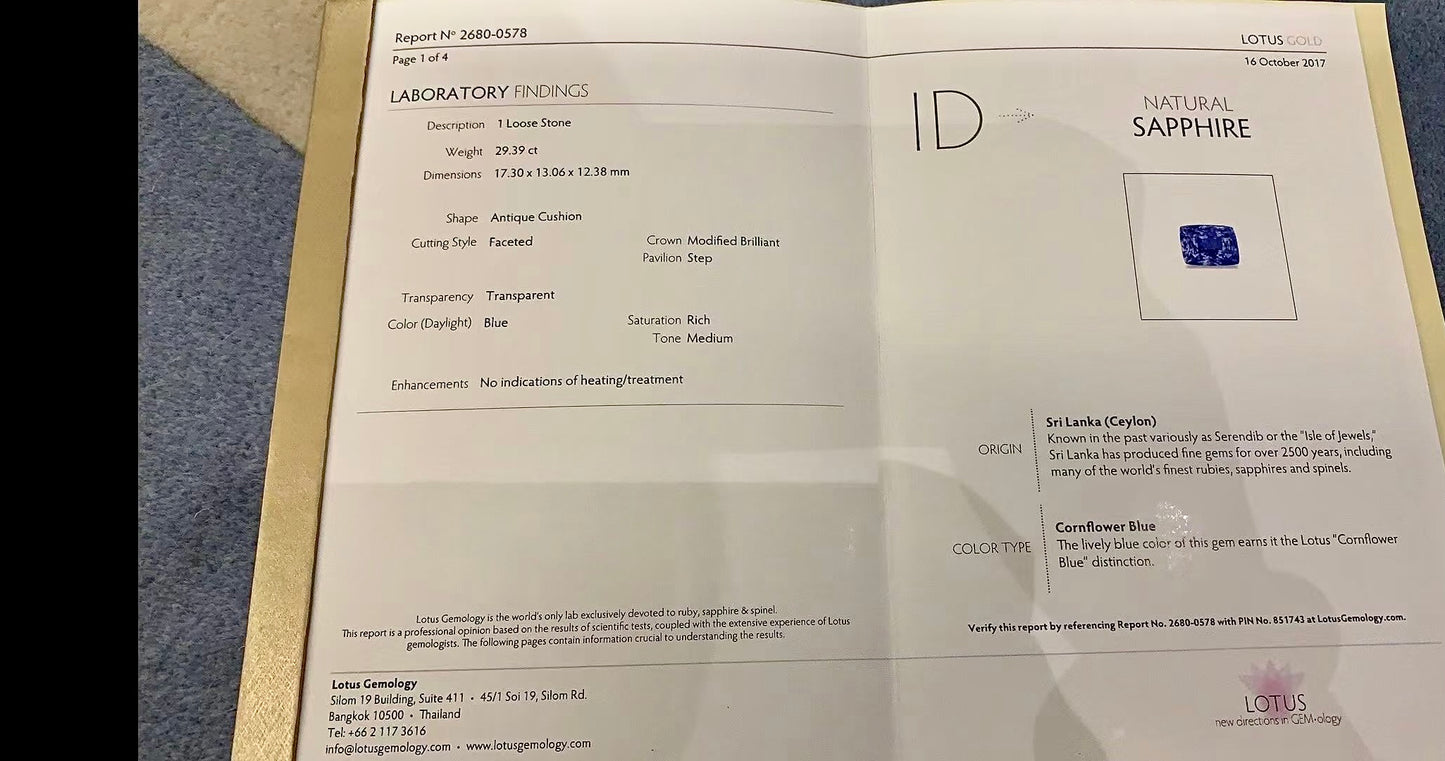 Report Nº 2680-0578
Page 1 of 4
LABORATORY FINDINGS
Description 1 Loose Stone
Weight 29.39 ct
Dimensions 17.30 x 13.06 x 12.38 mm
Shape Antique Cushion
Cutting Style Faceted
Crown Modified Brilliant
Pavilion Step
Transparency Transparent
Color (Daylight) Blue
Saturation Rich
Tone Medium
Enhancements No indications of heating/treatment
Lotus Gemology is the world's only lab exclusively devoted to ruby, sapphire & spinel.
This report is a professional opinion based on the results of scientific tests, coupled with the extensive experience of Lotus
gemologists. The following pages contain information crucial to understanding the results.
Lotus Gemology
Silom 19 Building, Suite 411 • 45/1 Soi 19, Silom Rd.
Bangkok 10500 • Thailand
Tel: +66 2 117 3616
info@lotusgemology.com • www.lotusgemology.com
LOTUS GOLD
16 October 2017
ID
NATURAL
SAPPHIRE
ORIGIN
Sri Lanka (Ceylon)
Known in the past variously as Serendib or the "Isle of Jewels,"
Sri Lanka has produced fine gems for over 2500 years, including
many of the world's finest rubies, sapphires and spinels.
COLOR TYPE
Cornflower Blue
The lively blue color of this gem earns it the Lotus "Cornflower
Blue" distinction.
Verify this report by referencing Report No. 2680-0578 with PIN No. 851743 at LotusGemology.com.
LOTUS
new directions in GEM•ology